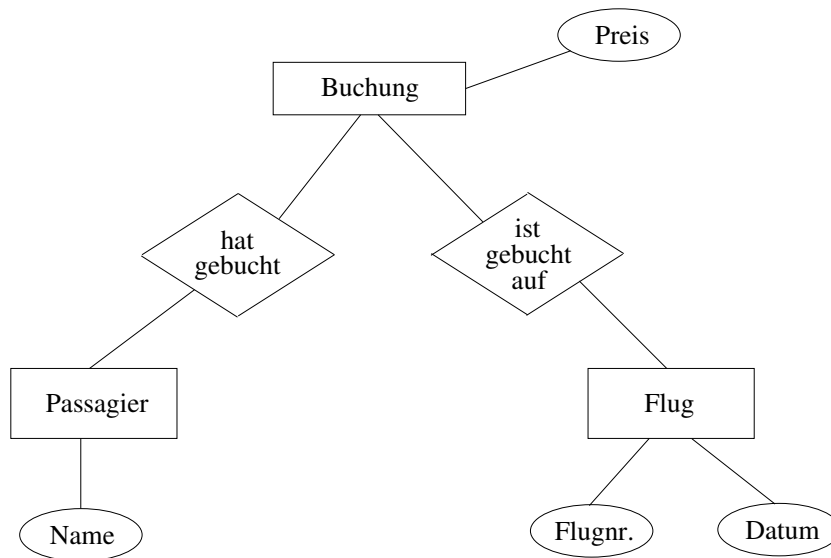 Preis
Buchung
hat
gebucht
ist
gebucht
auf
Passagier
Flug
Name
Flugnr.
Datum